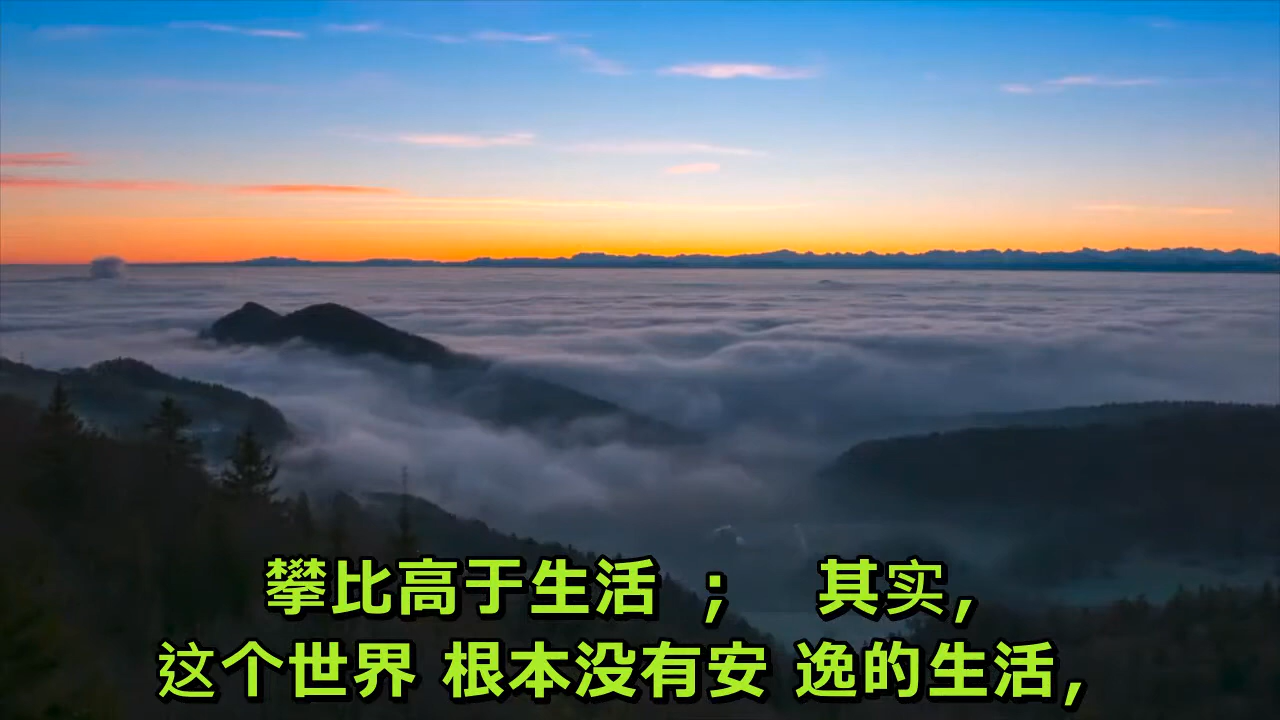 攀比高于生活 ； 其实，
这个世界 根本没有安 逸的生活，